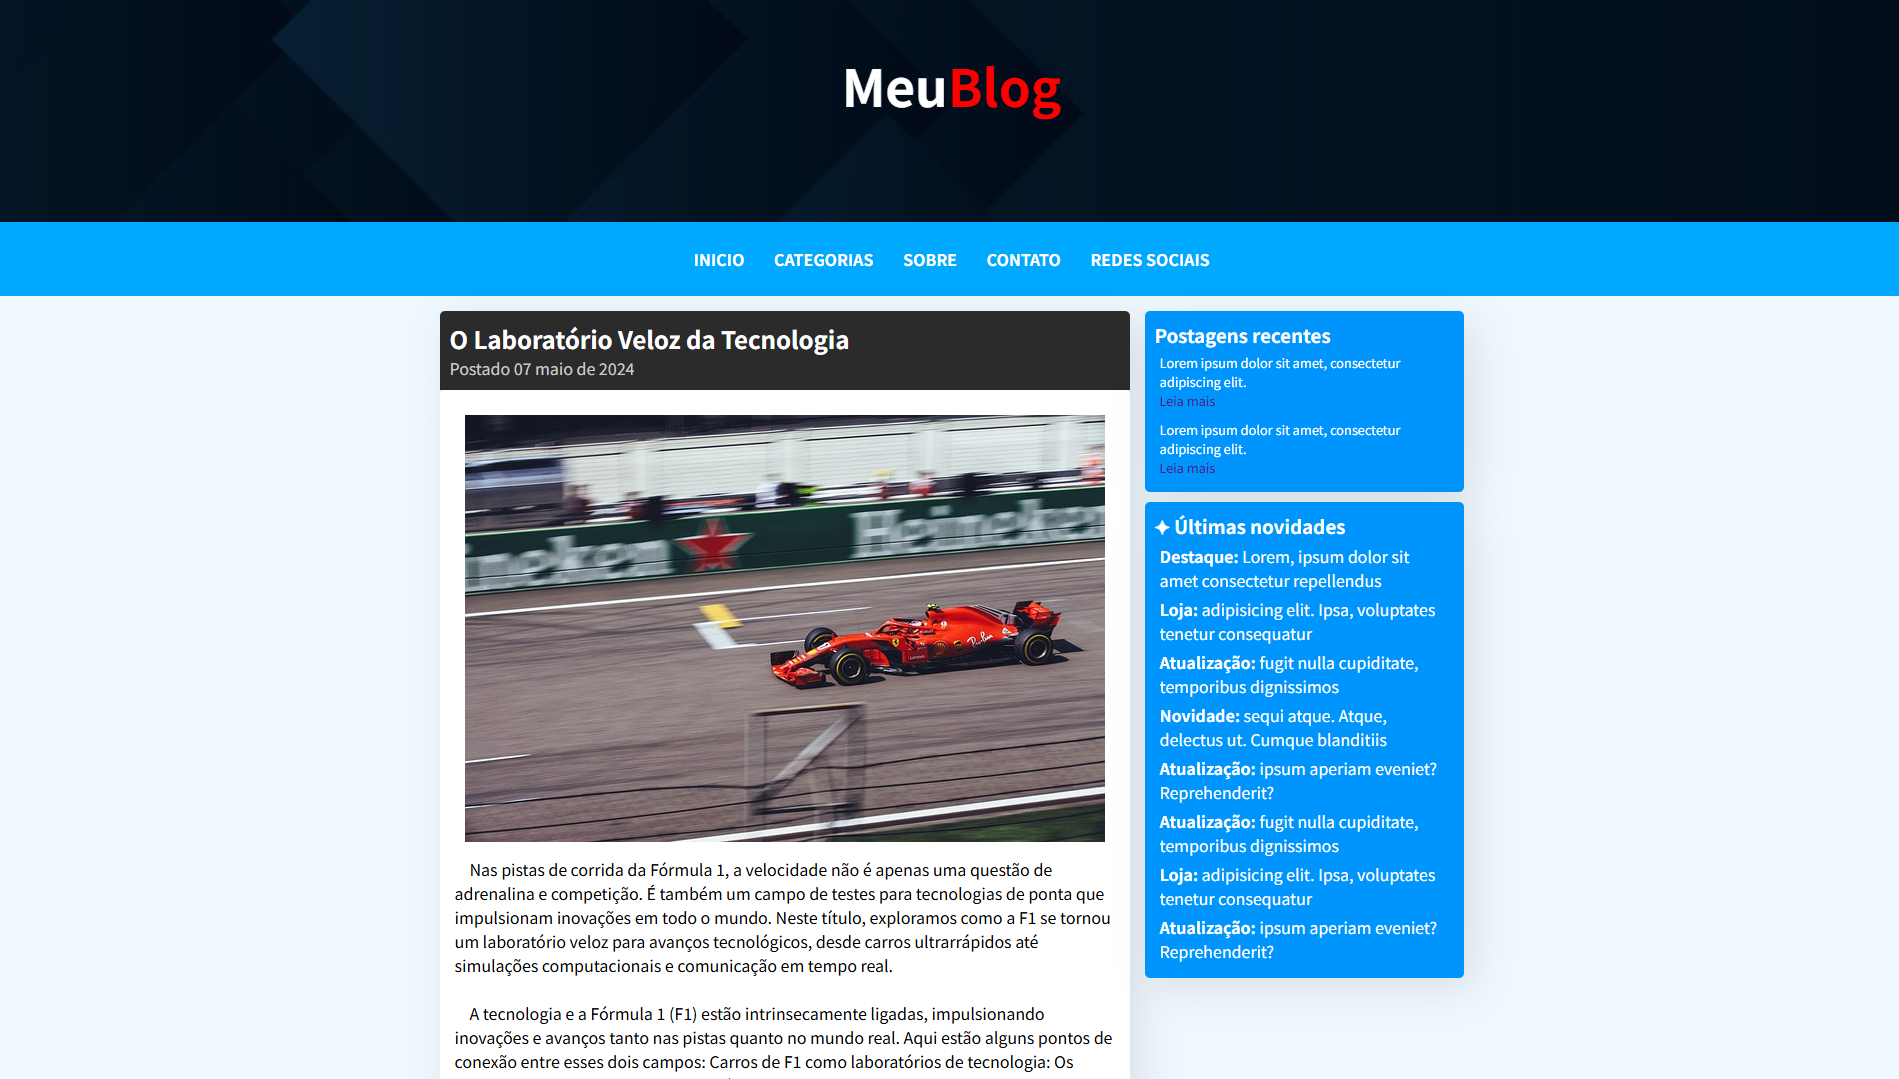 MeuBlog
INICIO CATEGORIAS SOBRE CONTATO REDES SOCIAIS
O Laboratório Veloz da Tecnologia
Postado 07 maio de 2024
Heineken
Heineken
Ray-Ban
Lenovo
Nas pistas de corrida da Fórmula 1, a velocidade não é apenas uma questão de
adrenalina e competição. É também um campo de testes para tecnologias de ponta que
impulsionam inovações em todo o mundo. Neste título, exploramos como a F1 se tornou
um laboratório veloz para avanços tecnológicos, desde carros ultrarrápidos até
simulações computacionais e comunicação em tempo real.
A tecnologia e a Fórmula 1 (F1) estão intrinsecamente ligadas, impulsionando
inovações e avanços tanto nas pistas quanto no mundo real. Aqui estão alguns pontos de
conexão entre esses dois campos: Carros de F1 como laboratórios de tecnologia: Os
Postagens recentes
Lorem ipsum dolor sit amet, consectetur
adipiscing elit.
Leia mais
Lorem ipsum dolor sit amet, consectetur
adipiscing elit.
Leia mais
✦ Últimas novidades
Destaque: Lorem, ipsum dolor sit
amet consectetur repellendus
Loja: adipisicing elit. Ipsa, voluptates
tenetur consequatur
Atualização: fugit nulla cupiditate,
temporibus dignissimos
Novidade: sequi atque. Atque,
delectus ut. Cumque blanditiis
Atualização: ipsum aperiam eveniet?
Reprehenderit?
Atualização: fugit nulla cupiditate,
temporibus dignissimos
Loja: adipisicing elit. Ipsa, voluptates
tenetur consequatur
Atualização: ipsum aperiam eveniet?
Reprehenderit?